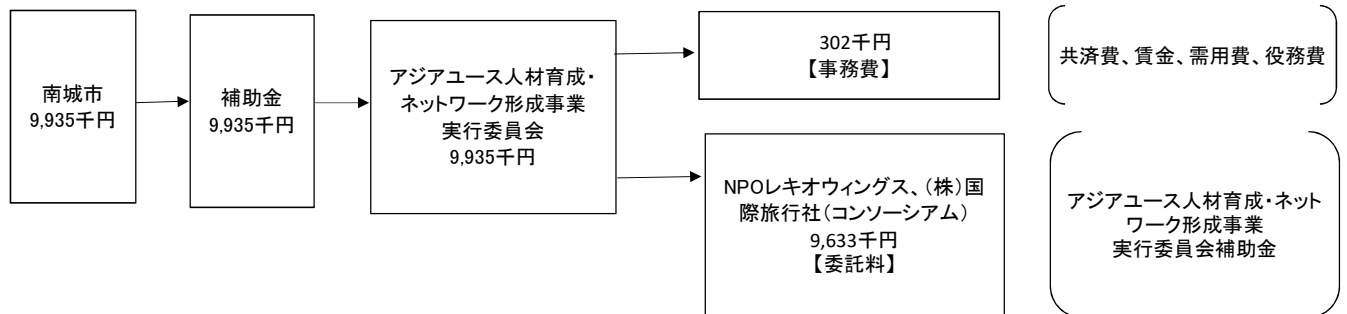 南城市
9,935千円
補助金
9,935千円
アジアユース人材育成・
ネットワーク形成事業
実行委員会
9,935千円
302千円
【事務費】
共済費、賃金、需用費、役務費
NPOレキオウィングス、（株）国
際旅行社（コンソーシアム）
9,633千円
【委託料】
アジアユース人材育成・ネット
ワーク形成事業
実行委員会補助金